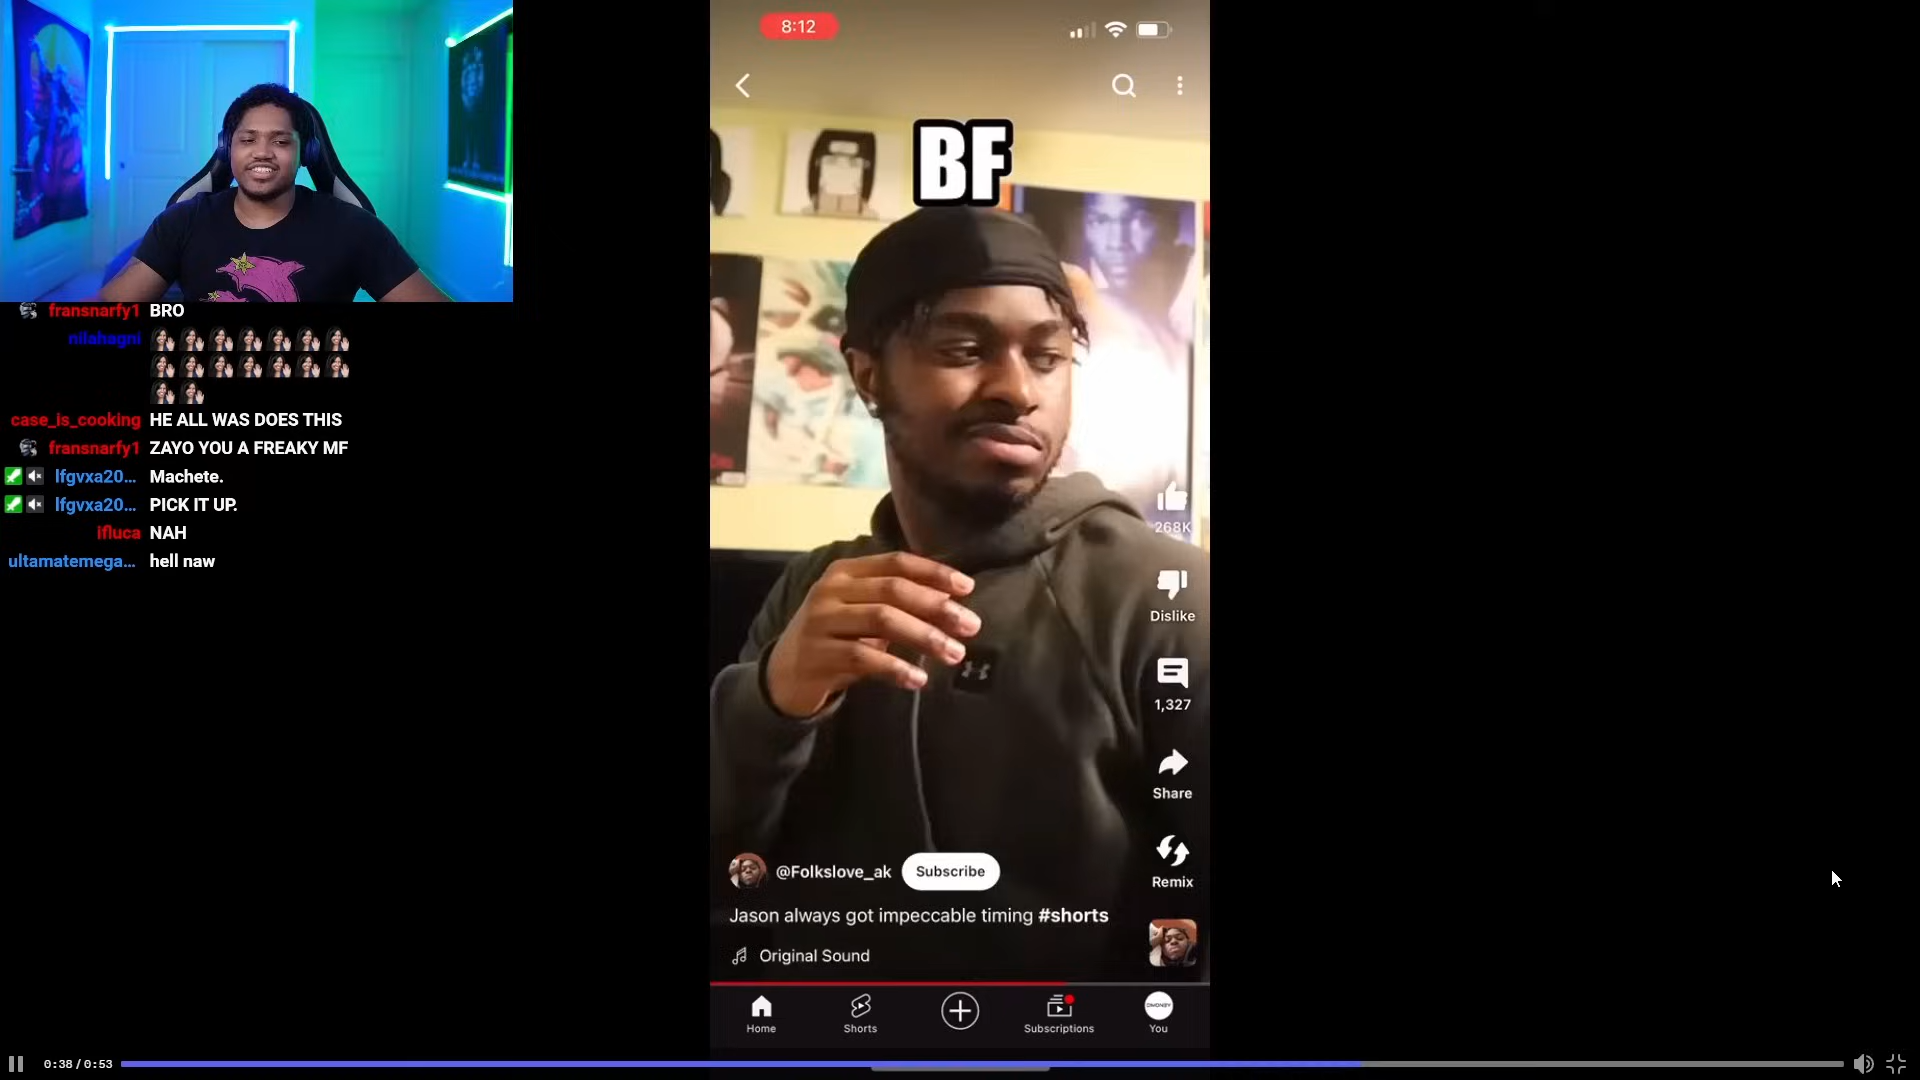 8:12
BF
fransnarfy1 BRO
nilahagni
case_is_cooking HE ALL WAS DOES THIS
fransnarfy1 ZAYO YOU A FREAKY MF
lfgvxa20... Machete.
lfgvxa20... PICK IT UP.
ifluca NAH
ultamatemega... hell naw
268K
Dislike
1,327
Share
Remix
@Folkslove_ak Subscribe
Jason always got impeccable timing #shorts
Original Sound
Home Shorts Subscriptions You
0:38 / 0:53